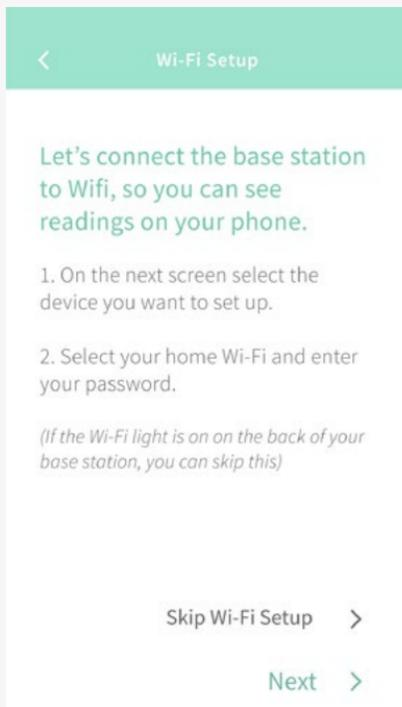 Wi-Fi Setup
Let's connect the base station
to Wifi, so you can see
readings on your phone.
1. On the next screen select the
device you want to set up.
2. Select your home Wi-Fi and enter
your password.
(If the Wi-Fi light is on on the back of your
base station, you can skip this)
Skip Wi-Fi Setup
Next